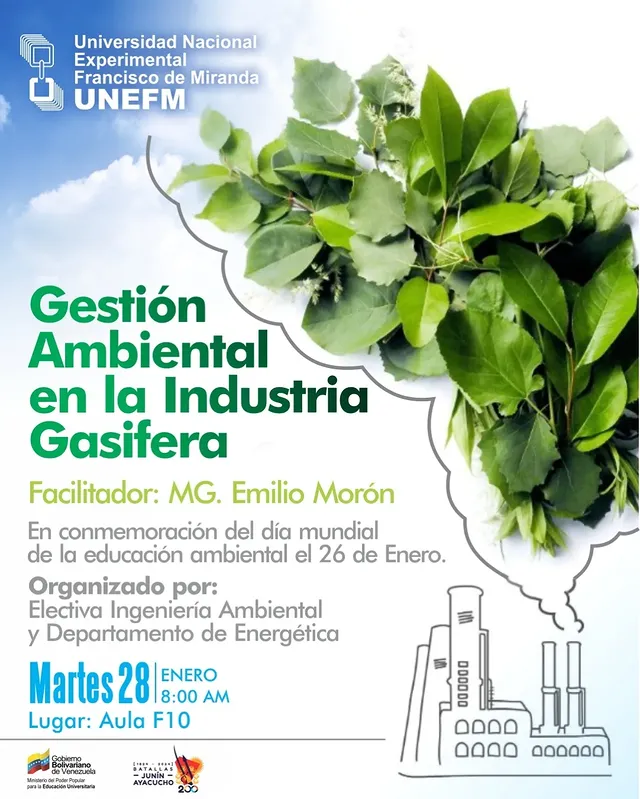 Universidad Nacional
Experimental
Francisco de Miranda
UNEFM
Gestión
Ambiental
en la Industria
Gasifera
Facilitador: MG. Emilio Morón
En conmemoración del día mundial
de la educación ambiental el 26 de Enero.
Organizado por:
Electiva Ingeniería Ambiental
y Departamento de Energética
Martes 28
ENERO
8:00 AM
Lugar: Aula F10
Gobierno
Bolivariano
de Venezuela
Ministerio del Poder Popular
para la Educación Universitaria
BATALLAS
JUNÍN
AYACUCHO
200